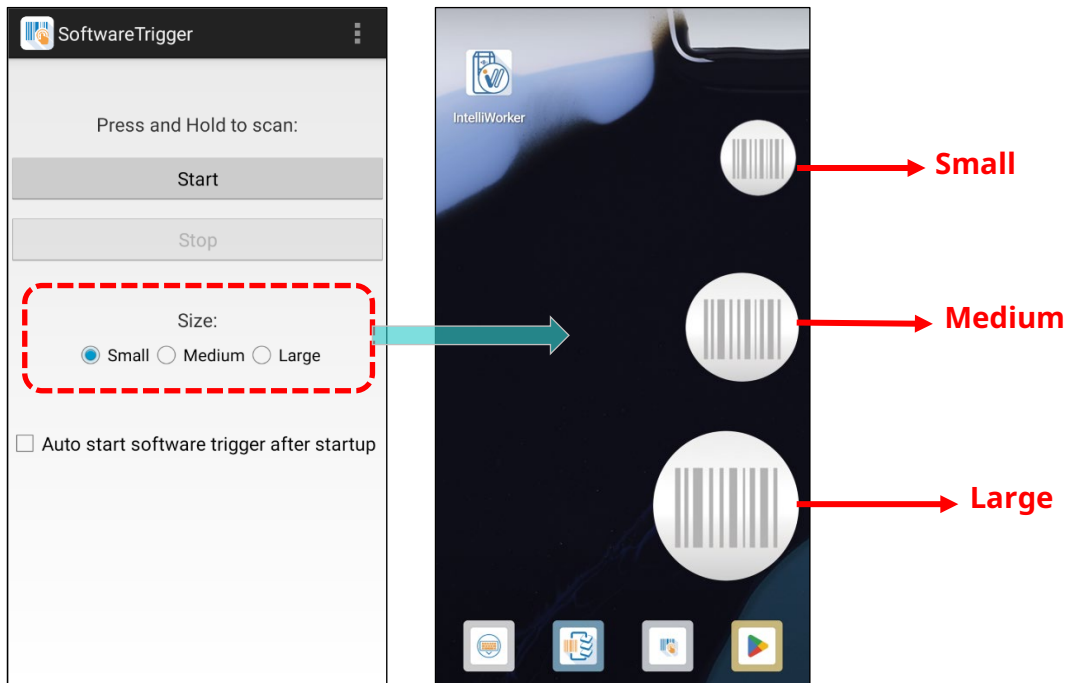 SoftwareTrigger
Press and Hold to scan:
Start
Stop
Size:
Small Medium Large
Auto start software trigger after startup
IntelliWorker
Small
Medium
Large